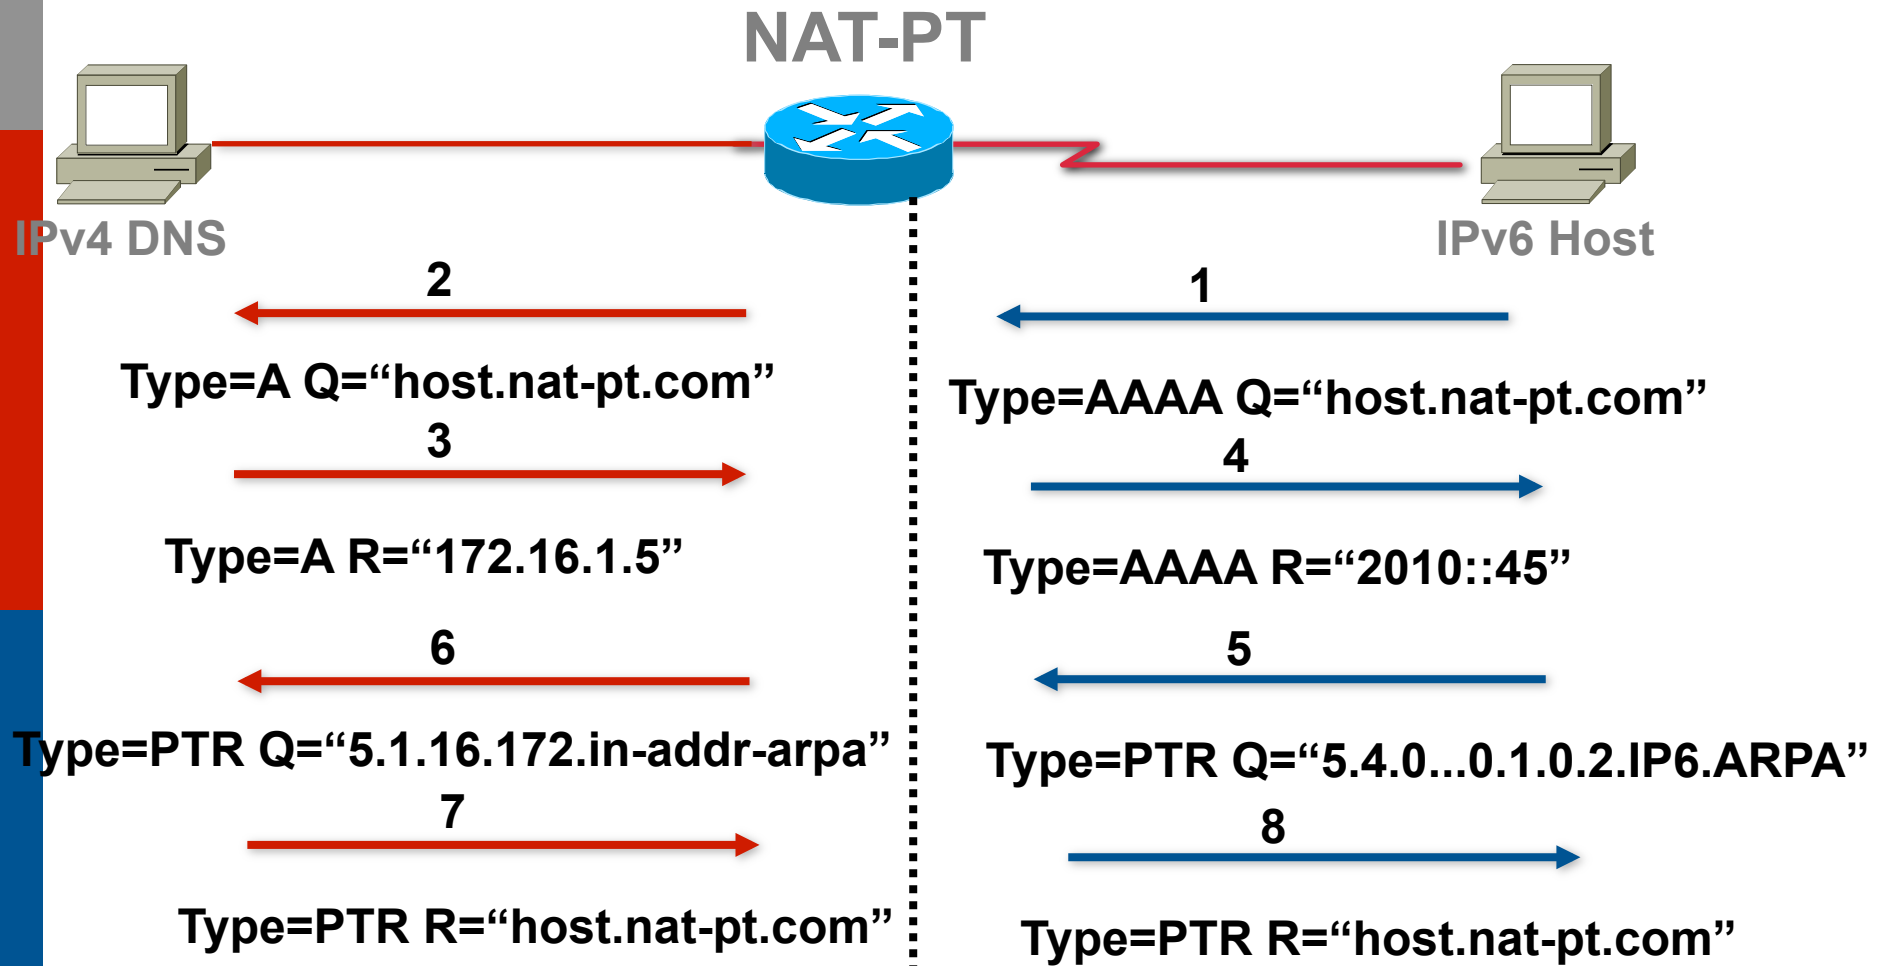 NAT-PT
IPv4 DNS
IPv6 Host
2
1
Type=A Q=“host.nat-pt.com”
Type=AAAA Q=“host.nat-pt.com”
3
4
Type=A R=“172.16.1.5”
Type=AAAA R=“2010::45”
6
5
Type=PTR Q=“5.1.16.172.in-addr-arpa”
Type=PTR Q=“5.4.0...0.1.0.2.IP6.ARPA”
7
8
Type=PTR R=“host.nat-pt.com”
Type=PTR R=“host.nat-pt.com”